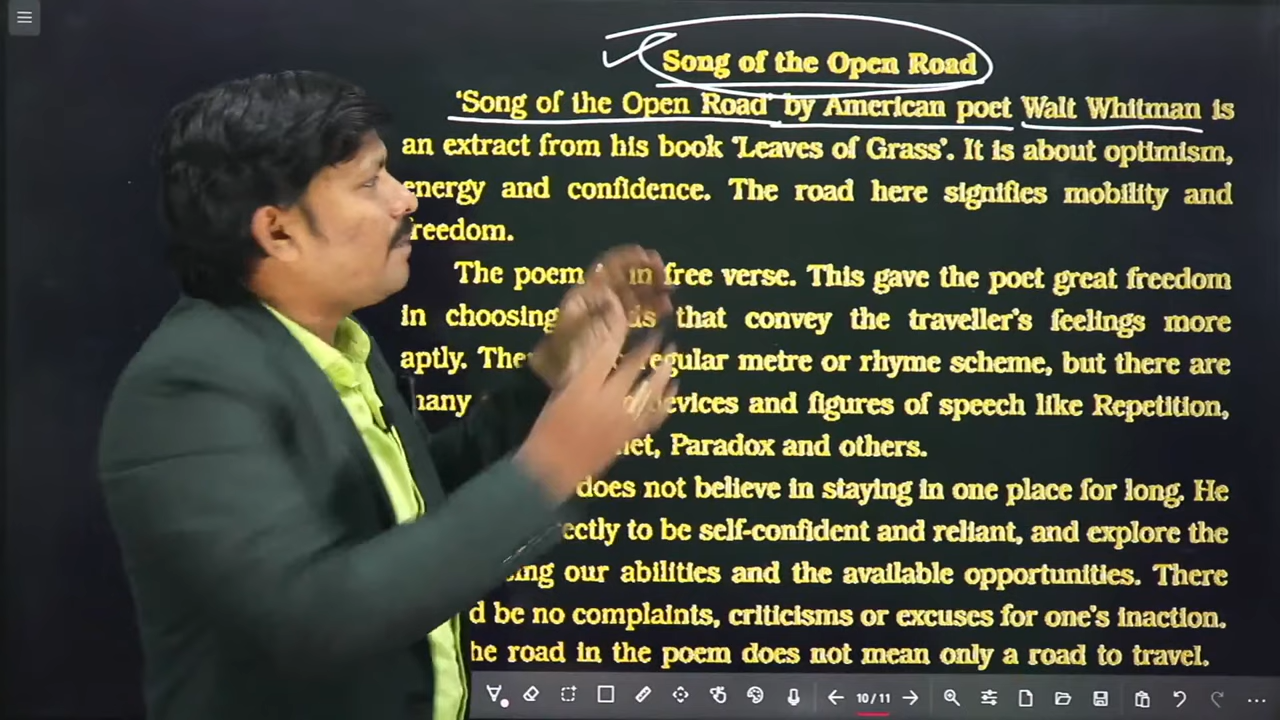 Song of the Open Road
'Song of the Open Road' by American poet Walt Whitman is
an extract from his book 'Leaves of Grass'. It is about optimism,
energy and confidence. The road here signifies mobility and
freedom.
The poem in free verse. This gave the poet great freedom
in choosing that convey the traveller's feelings more
aptly. regular metre or rhyme scheme, but there are
many devices and figures of speech like Repetition,
Paradox and others.
does not believe in staying in one place for long. He
to be self-confident and reliant, and explore the
our abilities and the available opportunities. There
be no complaints, criticisms or excuses for one's inaction.
road in the poem does not mean only a road to travel.
10/11